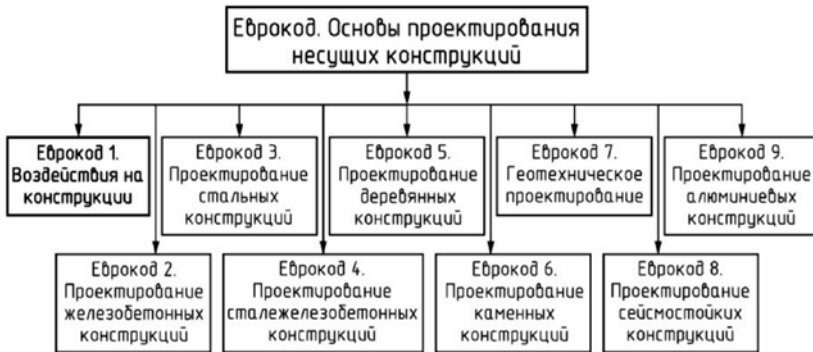 Еврокод. Основы проектирования
несущих конструкций
Еврокод 1.
Воздействия на
конструкции
Еврокод 3.
Проектирование
стальных
конструкций
Еврокод 5.
Проектирование
деревянных
конструкций
Еврокод 7.
Геотехническое
проектирование
Еврокод 9.
Проектирование
алюминиевых
конструкций
Еврокод 2.
Проектирование
железобетонных
конструкций
Еврокод 4.
Проектирование
сталежелезобетонных
конструкций
Еврокод 6.
Проектирование
каменных
конструкций
Еврокод 8.
Проектирование
сейсмостойких
конструкций